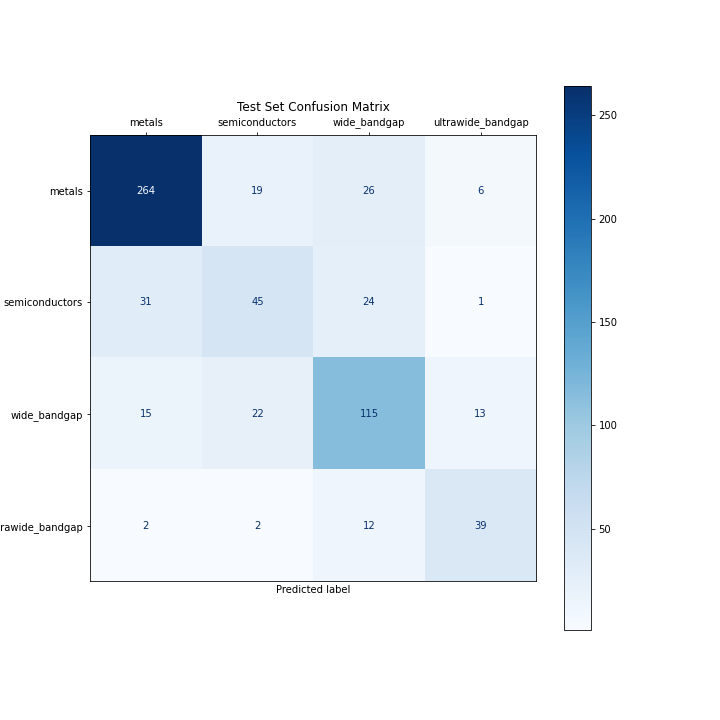 Test Set Confusion Matrix
metals semiconductors wide_bandgap ultrawide_bandgap
metals 264 19 26 6
semiconductors 31 45 24 1
wide_bandgap 15 22 115 13
rawide_bandgap 2 2 12 39
Predicted label
250
200
150
100
50